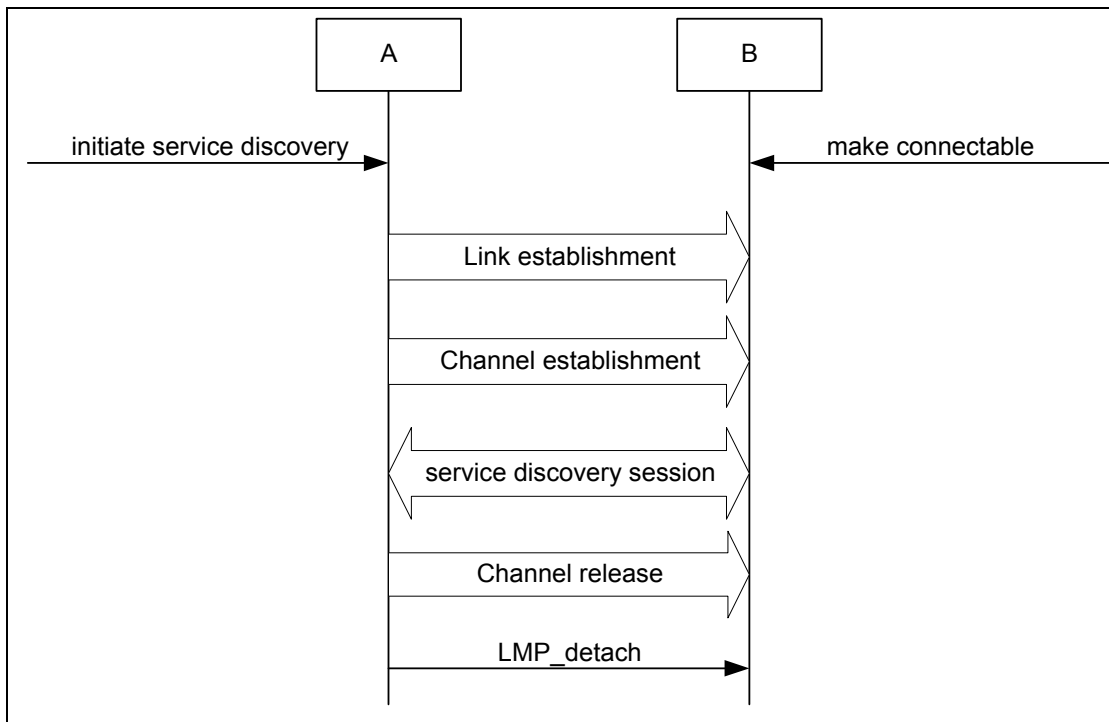 A
B
initiate service discovery
make connectable
Link establishment
Channel establishment
service discovery session
Channel release
LMP_detach